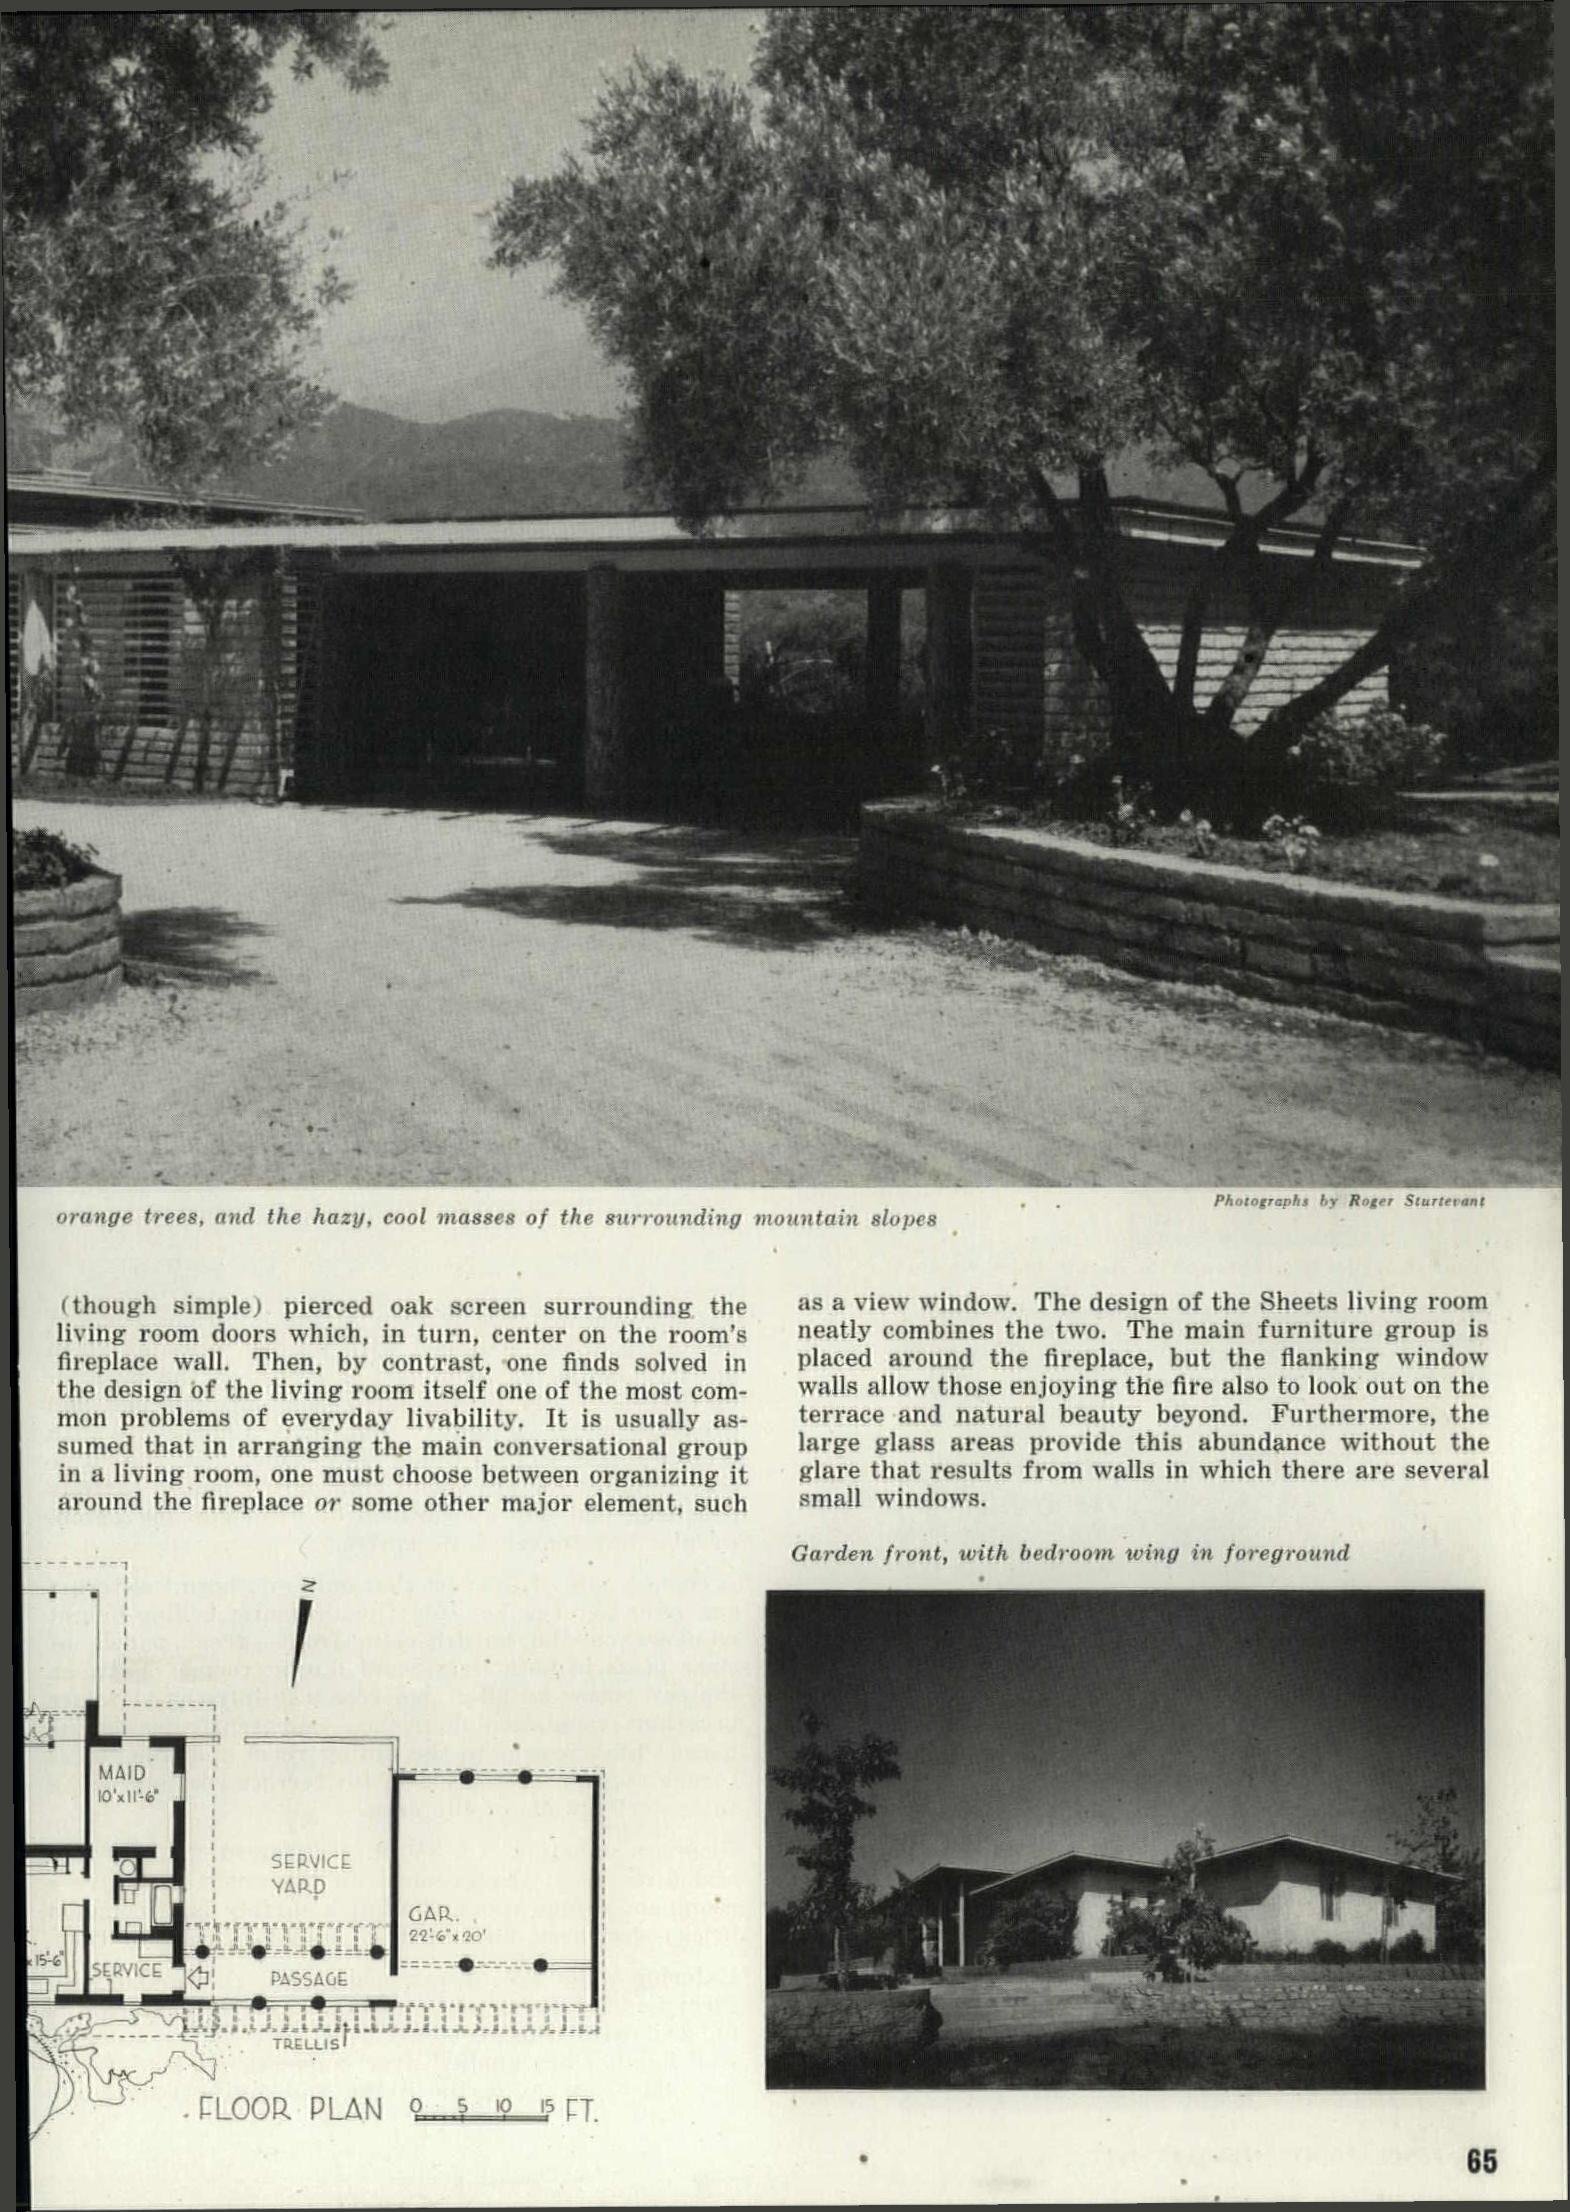 Photographs by Roger Sturtevant
orange trees, and the hazy, cool masses of the surrounding mountain slopes
(though simple) pierced oak screen surrounding the
living room doors which, in turn, center on the room's
fireplace wall. Then, by contrast, one finds solved in
the design of the living room itself one of the most com-
mon problems of everyday livability. It is usually as-
sumed that in arranging the main conversational group
in a living room, one must choose between organizing it
around the fireplace or some other major element, such
as a view window. The design of the Sheets living room
neatly combines the two. The main furniture group is
placed around the fireplace, but the flanking window
walls allow those enjoying the fire also to look out on the
terrace and natural beauty beyond. Furthermore, the
large glass areas provide this abundance without the
glare that results from walls in which there are several
small windows.
Garden front, with bedroom wing in foreground
N
MAID
10'x11'-6"
SERVICE
YARD
GAR.
22'-6"x20'
x15'-6"
SERVICE
PASSAGE
TRELLIS
FLOOR PLAN 0 5 10 15 FT.
65